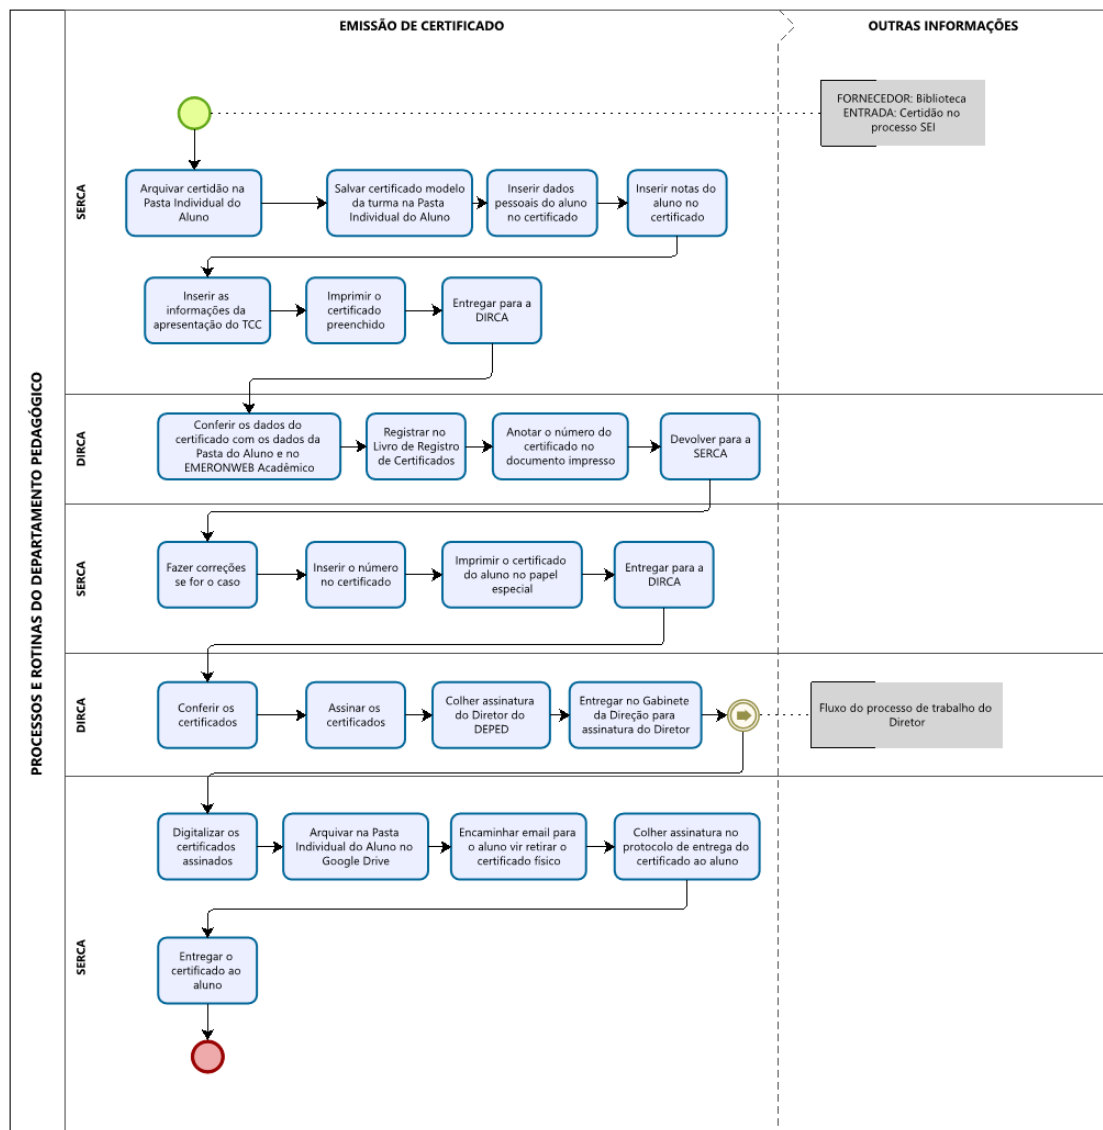 PROCESSOS E ROTINAS DO DEPARTAMENTO PEDAGÓGICO
EMISSÃO DE CERTIFICADO
OUTRAS INFORMAÇÕES
FORNECEDOR: Biblioteca
ENTRADA: Certidão no
processo SEI
SERCA
Arquivar certidão na
Pasta Individual do
Aluno
Salvar certificado modelo
da turma na Pasta
Individual do Aluno
Inserir dados
pessoais do aluno
no certificado
Inserir notas do
aluno no
certificado
Inserir as
informações da
apresentação do TCC
Imprimir o
certificado
preenchido
Entregar para a
DIRCA
DIRCA
Conferir os dados do
certificado com os dados da
Pasta do Aluno e no
EMERONWEB Acadêmico
Registrar no
Livro de Registro
de Certificados
Anotar o número do
certificado no
documento impresso
Devolver para a
SERCA
SERCA
Fazer correções
se for o caso
Inserir o número
no certificado
Imprimir o certificado
do aluno no papel
especial
Entregar para a
DIRCA
DIRCA
Conferir os
certificados
Assinar os
certificados
Colher assinatura
do Diretor do
DEPED
Entregar no Gabinete
da Direção para
assinatura do Diretor
Fluxo do processo de trabalho do
Diretor
SERCA
Digitalizar os
certificados
assinados
Arquivar na Pasta
Individual do Aluno no
Google Drive
Encaminhar email para
o aluno vir retirar o
certificado físico
Colher assinatura no
protocolo de entrega do
certificado ao aluno
Entregar o
certificado ao
aluno